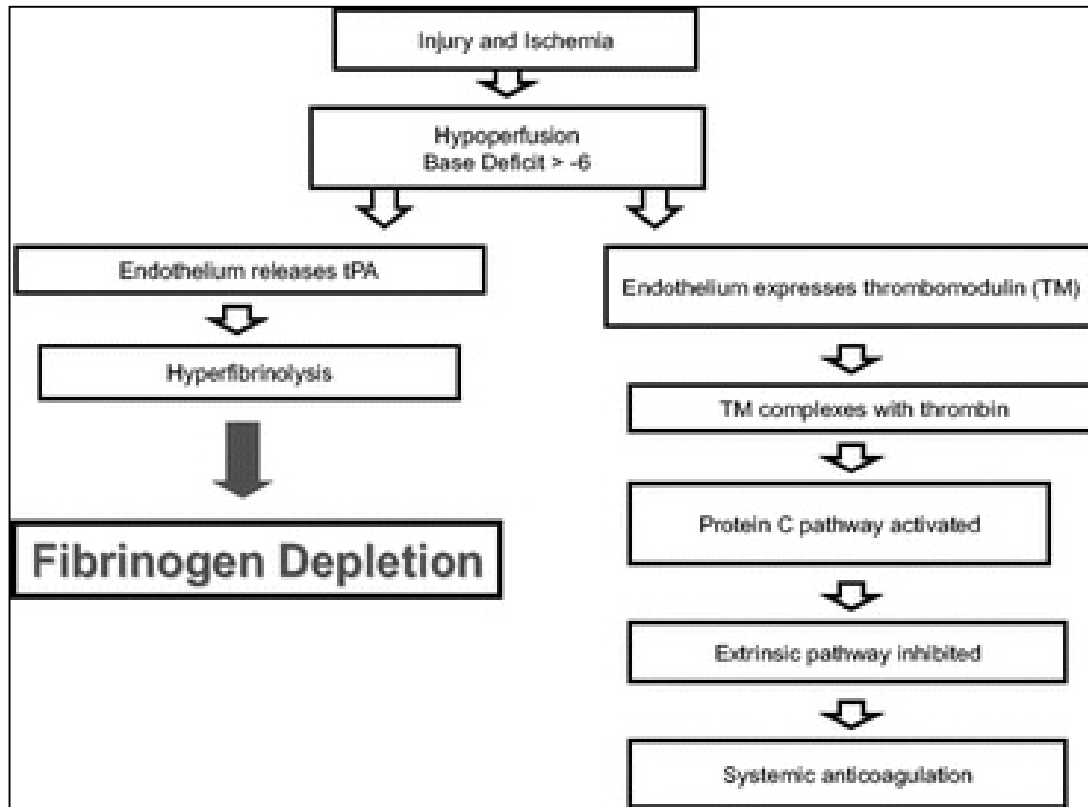 Injury and Ischemia
Hypoperfusion
Base Deficit > -6
Endothelium releases tPA
Hyperfibrinolysis
Fibrinogen Depletion
Endothelium expresses thrombomodulin (TM)
TM complexes with thrombin
Protein C pathway activated
Extrinsic pathway inhibited
Systemic anticoagulation